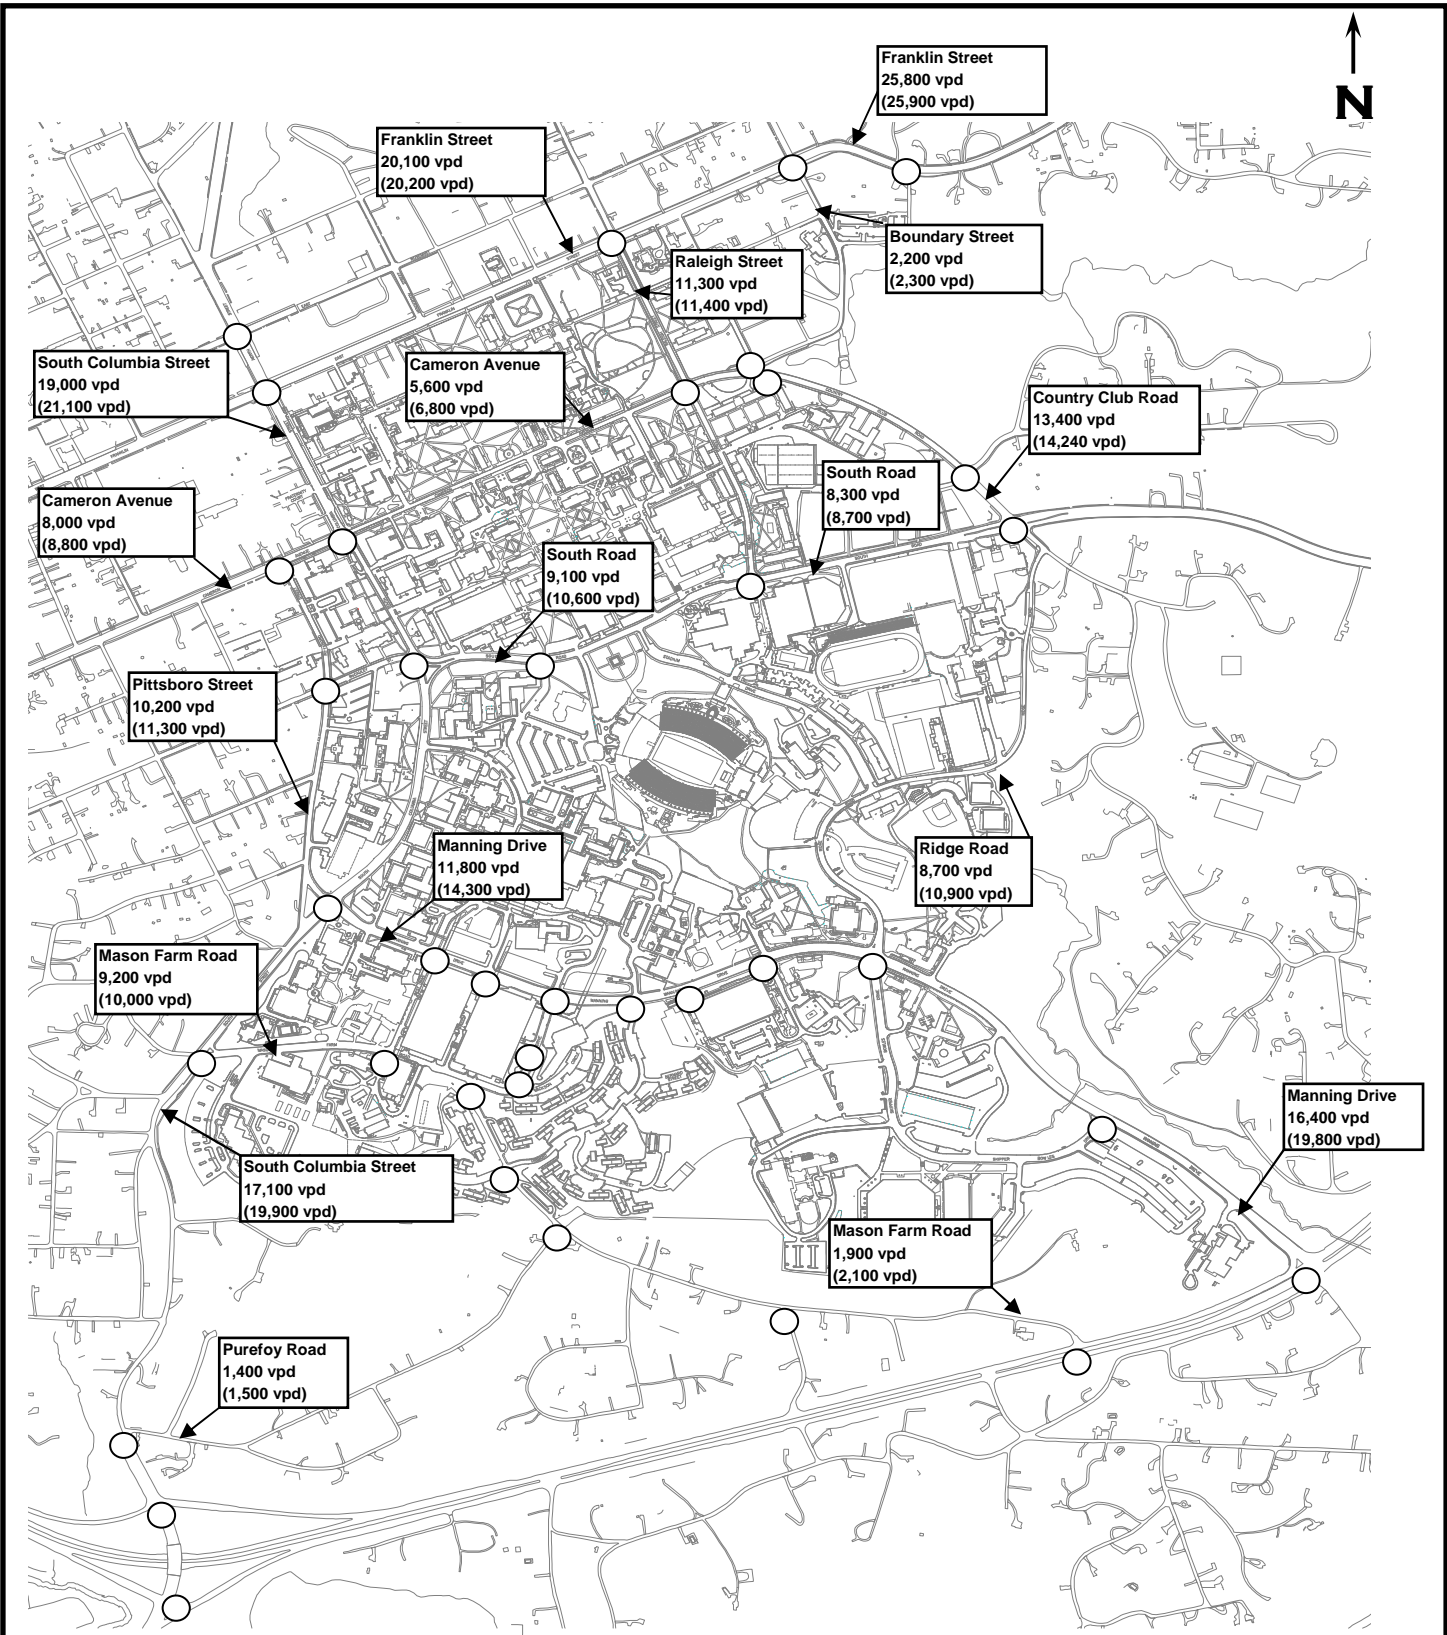 N
Franklin Street
25,800 vpd
(25,900 vpd)
Franklin Street
20,100 vpd
(20,200 vpd)
Boundary Street
2,200 vpd
(2,300 vpd)
Raleigh Street
11,300 vpd
(11,400 vpd)
South Columbia Street
19,000 vpd
(21,100 vpd)
Cameron Avenue
5,600 vpd
(6,800 vpd)
Country Club Road
13,400 vpd
(14,240 vpd)
South Road
8,300 vpd
(8,700 vpd)
Cameron Avenue
8,000 vpd
(8,800 vpd)
South Road
9,100 vpd
(10,600 vpd)
Pittsboro Street
10,200 vpd
(11,300 vpd)
Manning Drive
11,800 vpd
(14,300 vpd)
Ridge Road
8,700 vpd
(10,900 vpd)
Mason Farm Road
9,200 vpd
(10,000 vpd)
Manning Drive
16,400 vpd
(19,800 vpd)
South Columbia Street
17,100 vpd
(19,900 vpd)
Mason Farm Road
1,900 vpd
(2,100 vpd)
Purefoy Road
1,400 vpd
(1,500 vpd)